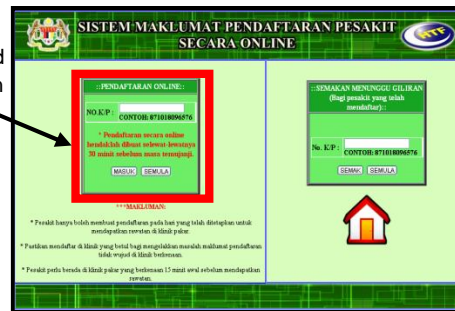 SISTEM MAKLUMAT PENDAFTARAN PESAKIT
SECARA ONLINE
HTF
::PENDAFTARAN ONLINE::
NO.K/P :
CONTOH: 871018096576
* Pendaftaran secara online
hendaklah dibuat selewat-lewatnya
30 minit sebelum masa temujanji.
MASUK SEMULA
***MAKLUMAN:
* Pesakit hanya boleh membuat pendaftaran pada hari yang telah ditetapkan untuk
mendapatkan rawatan di klinik pakar.
* Pastikan mendaftar di klinik yang betul bagi mengelakkan masalah maklumat pendaftaran
tidak wujud di klinik berkenaan.
* Pesakit perlu berada di klinik pakar yang berkenaan 15 minit awal sebelum mendapatkan
rawatan.
::SEMAKAN MENUNGGU GILIRAN
(Bagi pesakit yang telah
mendaftar)::
No. K/P :
CONTOH: 871018096576
SEMAK SEMULA